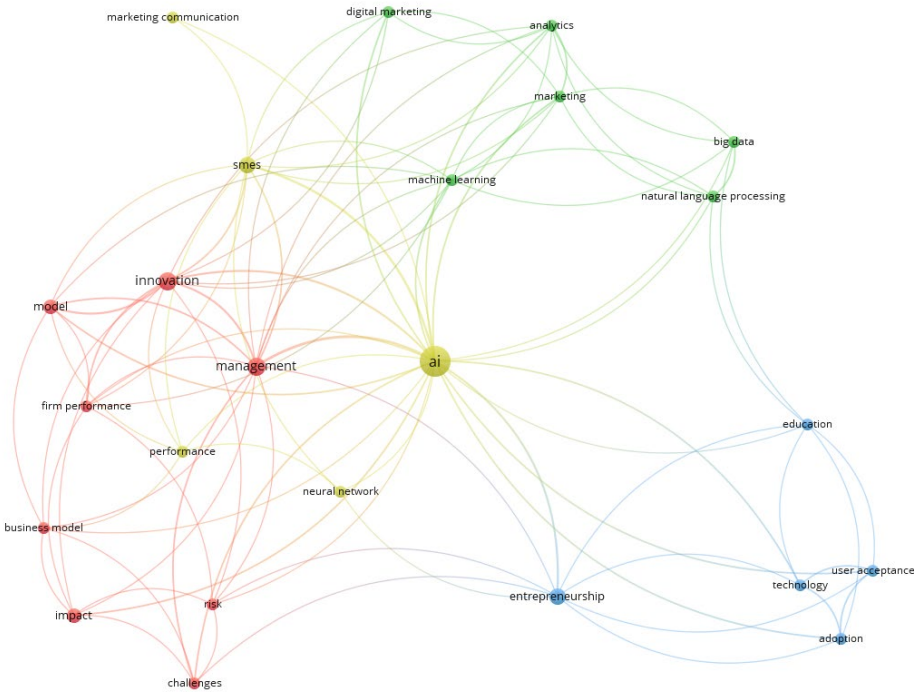 digital marketing
marketing communication
analytics
marketing
big data
smes
machine learning
natural language processing
innovation
model
ai
management
firm performance
education
performance
neural network
business model
user acceptance
technology
entrepreneurship
risk
impact
adoption
challenges